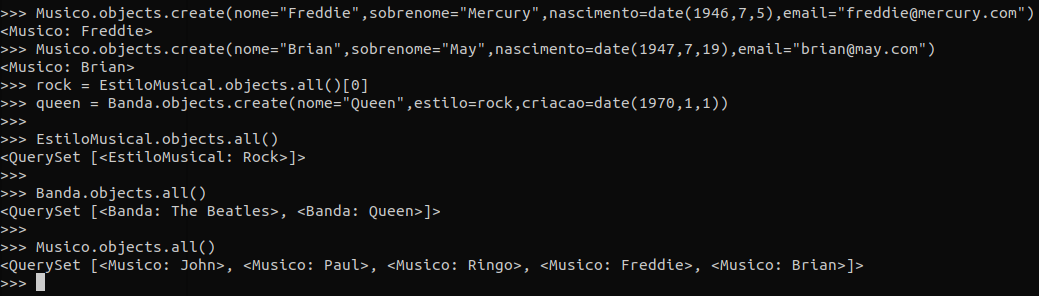 >>> Musico.objects.create(nome="Freddie",sobrenome="Mercury",nascimento=date(1946,7,5),email="freddie@mercury.com")
<Musico: Freddie>
>>> Musico.objects.create(nome="Brian",sobrenome="May",nascimento=date(1947,7,19),email="brian@may.com")
<Musico: Brian>
>>> rock = EstiloMusical.objects.all()[0]
>>> queen = Banda.objects.create(nome="Queen",estilo=rock,criacao=date(1970,1,1))
>>>
>>> EstiloMusical.objects.all()
<QuerySet [<EstiloMusical: Rock>]>
>>>
>>> Banda.objects.all()
<QuerySet [<Banda: The Beatles>, <Banda: Queen>]>
>>>
>>> Musico.objects.all()
<QuerySet [<Musico: John>, <Musico: Paul>, <Musico: Ringo>, <Musico: Freddie>, <Musico: Brian>]>
>>>